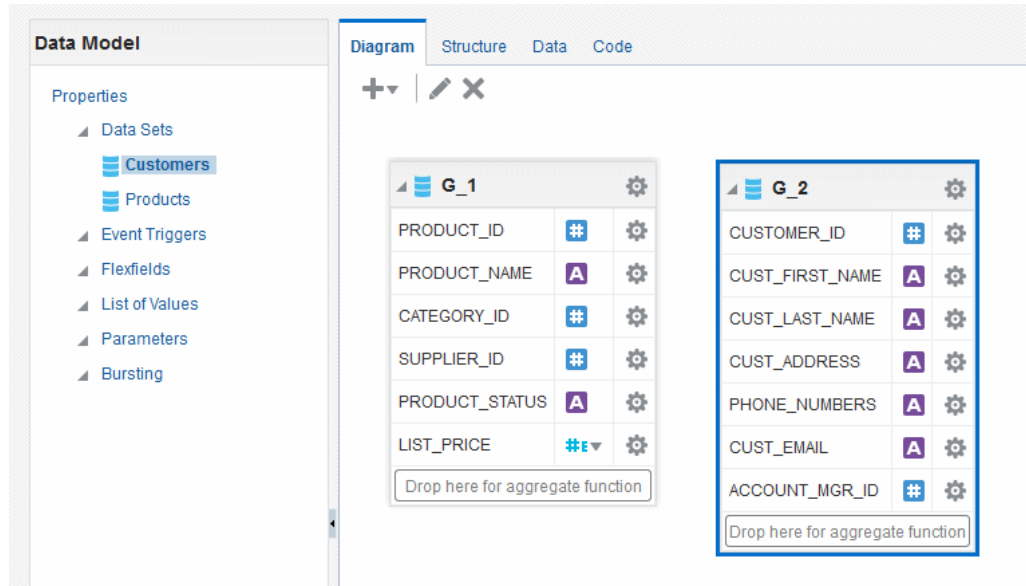 Data Model
Properties
Data Sets
Customers
Products
Event Triggers
Flexfields
List of Values
Parameters
Bursting
Diagram Structure Data Code
G_1
PRODUCT_ID #
PRODUCT_NAME A
CATEGORY_ID #
SUPPLIER_ID #
PRODUCT_STATUS A
LIST_PRICE #E
Drop here for aggregate function
G_2
CUSTOMER_ID #
CUST_FIRST_NAME A
CUST_LAST_NAME A
CUST_ADDRESS A
PHONE_NUMBERS A
CUST_EMAIL A
ACCOUNT_MGR_ID #
Drop here for aggregate function